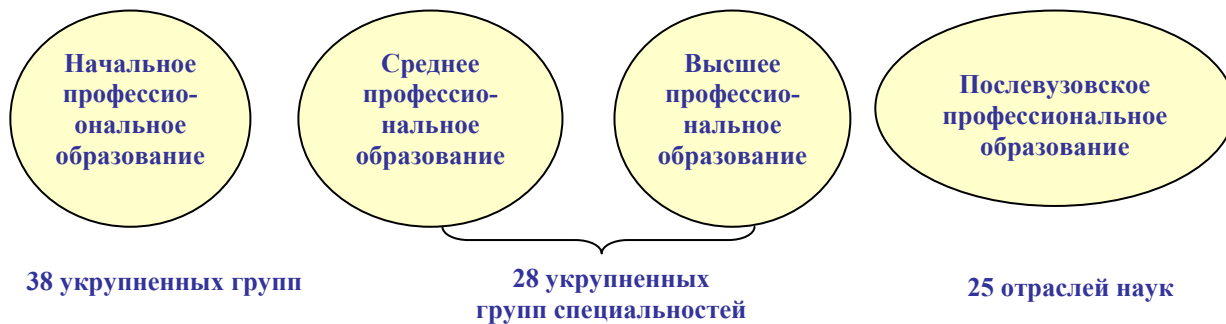 Начальное
профессио-
ональное
образование
Среднее
профессио-
нальное
образование
Высшее
профессио-
нальное
образование
Послевузовское
профессиональное
образование
38 укрупненных групп
28 укрупненных
групп специальностей
25 отраслей наук